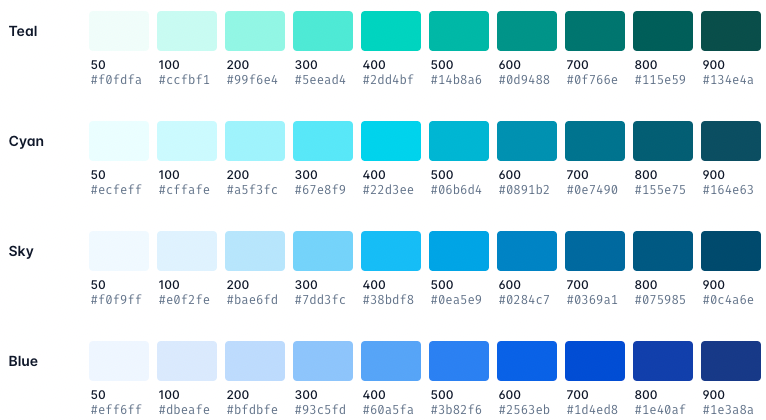 Teal
50 100 200 300 400 500 600 700 800 900
#f0fdfa #ccfbf1 #99f6e4 #5eead4 #2dd4bf #14b8a6 #0d9488 #0f766e #115e59 #134e4a
Cyan
50 100 200 300 400 500 600 700 800 900
#ecfeff #cffafe #a5f3fc #67e8f9 #22d3ee #06b6d4 #0891b2 #0e7490 #155e75 #164e63
Sky
50 100 200 300 400 500 600 700 800 900
#f0f9ff #e0f2fe #bae6fd #7dd3fc #38bdf8 #0ea5e9 #0284c7 #0369a1 #075985 #0c4a6e
Blue
50 100 200 300 400 500 600 700 800 900
#eff6ff #dbeafe #bfdbfe #93c5fd #60a5fa #3b82f6 #2563eb #1d4ed8 #1e40af #1e3a8a